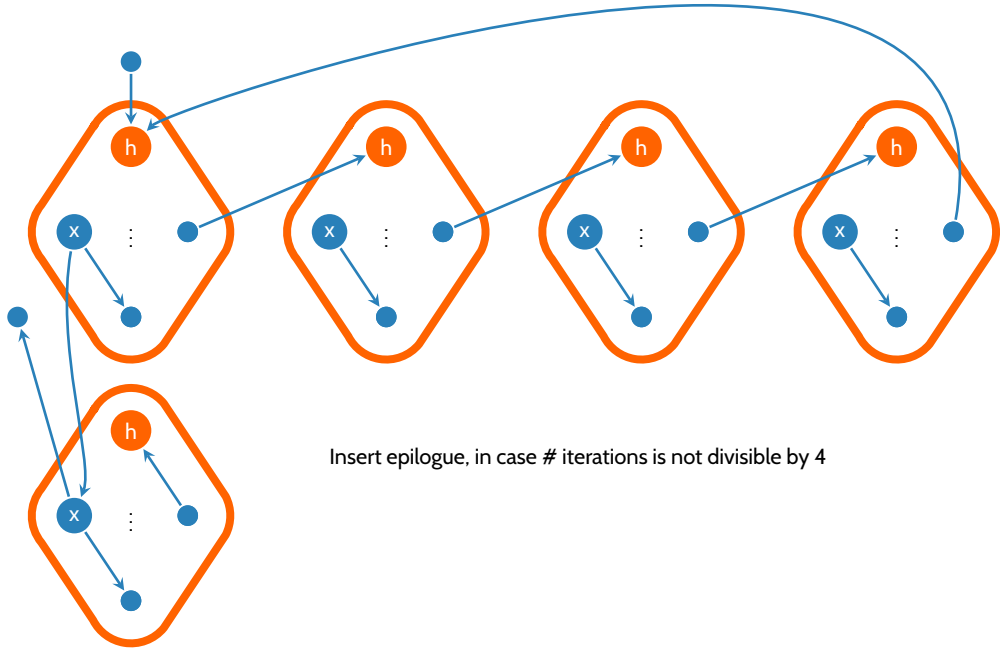 h
h
h
h
x
⋮
x
⋮
x
⋮
x
⋮
h
Insert epilogue, in case # iterations is not divisible by 4
x
⋮